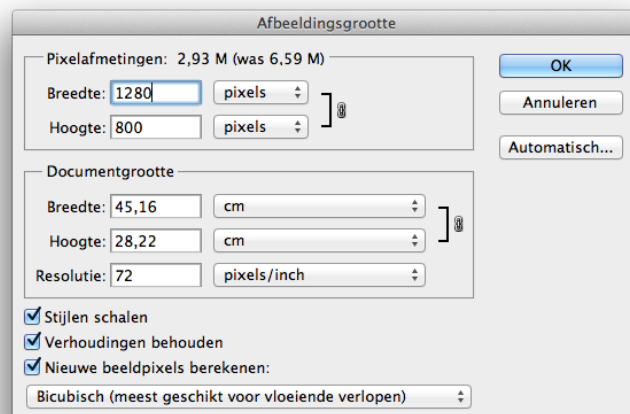 Afbeeldingsgrootte
Pixelafmetingen: 2,93 M (was 6,59 M)
Breedte: 1280 pixels
Hoogte: 800 pixels
OK
Annuleren
Automatisch...
Documentgrootte
Breedte: 45,16 cm
Hoogte: 28,22 cm
Resolutie: 72 pixels/inch
Stijlen schalen
Verhoudingen behouden
Nieuwe beeldpixels berekenen:
Bicubisch (meest geschikt voor vloeiende verlopen)